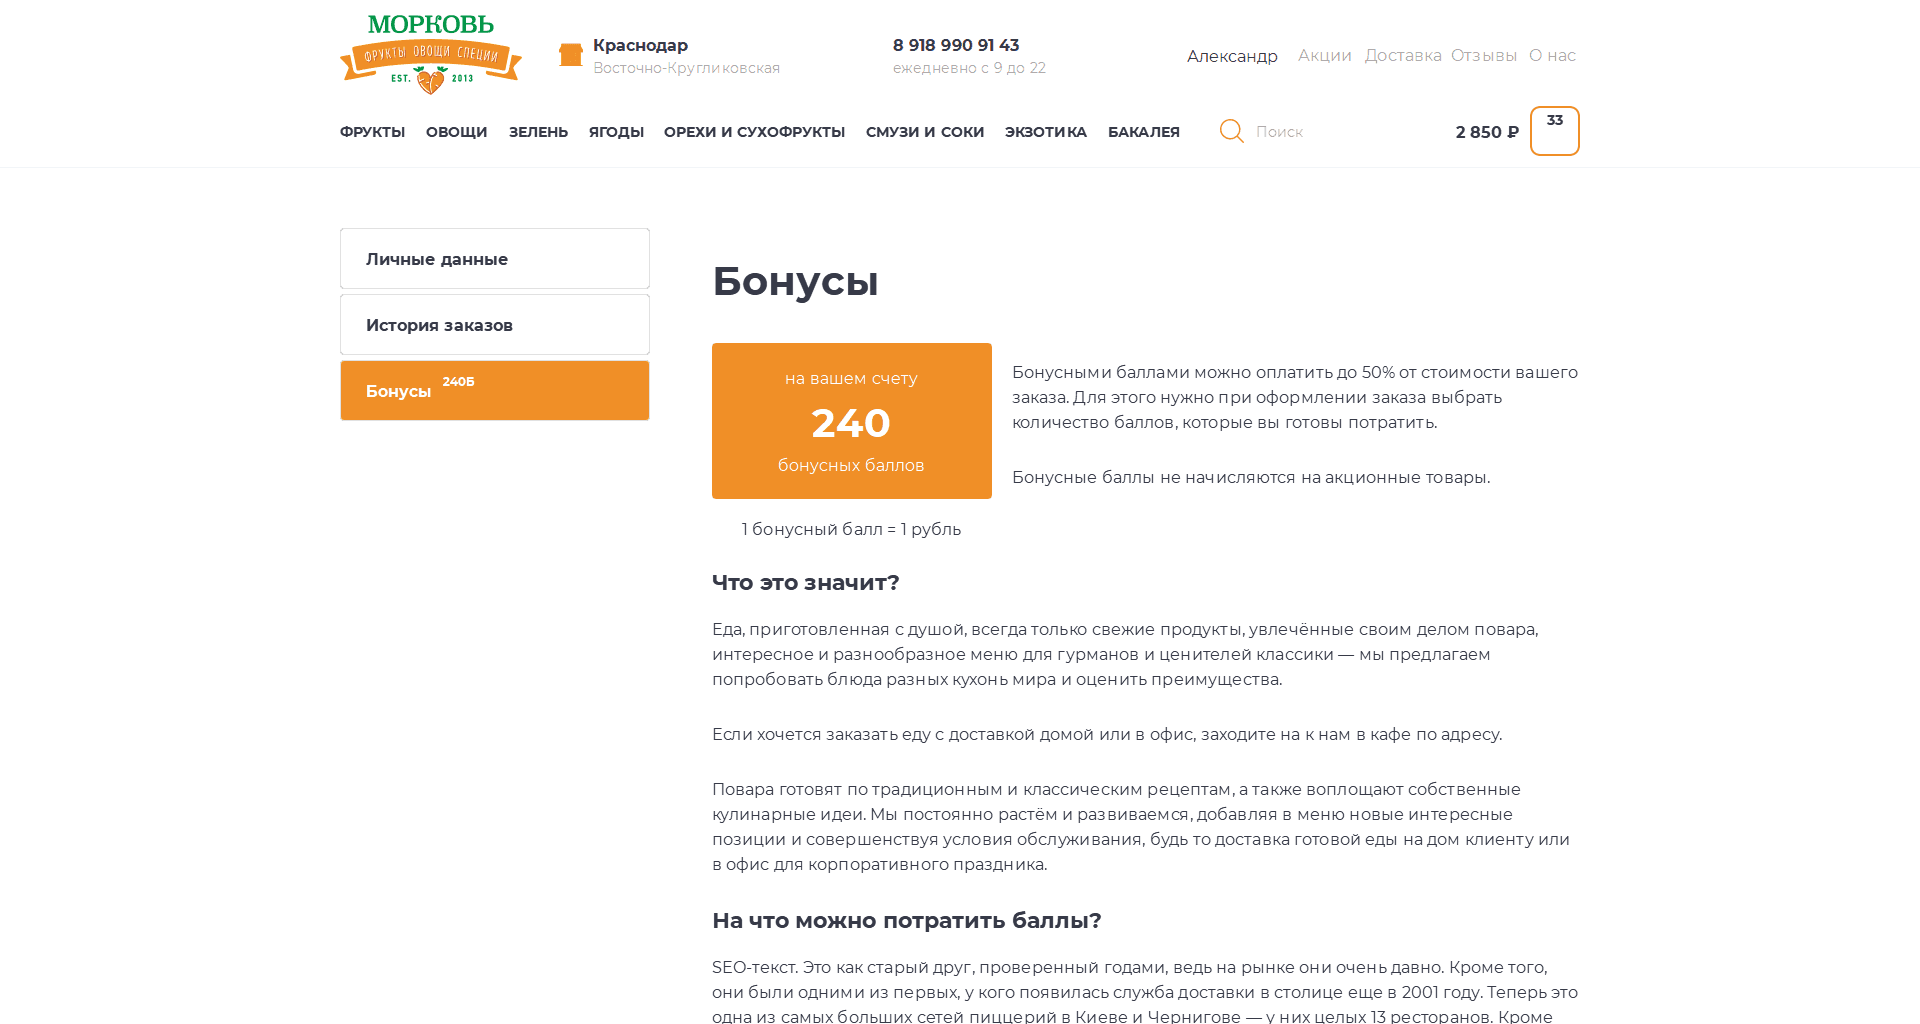 МОРКОВЬ
ФРУКТЫ ОВОЩИ СПЕЦИИ
EST. 2013
Краснодар
Восточно-Кругликовская
8 918 990 91 43
ежедневно с 9 до 22
Александр Акции Доставка Отзывы О нас
ФРУКТЫ ОВОЩИ ЗЕЛЕНЬ ЯГОДЫ ОРЕХИ И СУХОФРУКТЫ СМУЗИ И СОКИ ЭКЗОТИКА БАКАЛЕЯ Поиск 2 850 ₽ 33
Личные данные
История заказов
Бонусы 240Б
Бонусы
на вашем счету
240
бонусных баллов
1 бонусный балл = 1 рубль
Бонусными баллами можно оплатить до 50% от стоимости вашего
заказа. Для этого нужно при оформлении заказа выбрать
количество баллов, которые вы готовы потратить.
Бонусные баллы не начисляются на акционные товары.
Что это значит?
Еда, приготовленная с душой, всегда только свежие продукты, увлечённые своим делом повара,
интересное и разнообразное меню для гурманов и ценителей классики — мы предлагаем
попробовать блюда разных кухонь мира и оценить преимущества.
Если хочется заказать еду с доставкой домой или в офис, заходите на к нам в кафе по адресу.
Повара готовят по традиционным и классическим рецептам, а также воплощают собственные
кулинарные идеи. Мы постоянно растём и развиваемся, добавляя в меню новые интересные
позиции и совершенствуя условия обслуживания, будь то доставка готовой еды на дом клиенту или
в офис для корпоративного праздника.
На что можно потратить баллы?
SEO-текст. Это как старый друг, проверенный годами, ведь на рынке они очень давно. Кроме того,
они были одними из первых, у кого появилась служба доставки в столице еще в 2001 году. Теперь это
одна из самых больших сетей пиццерий в Киеве и Чернигове — у них целых 13 ресторанов. Кроме